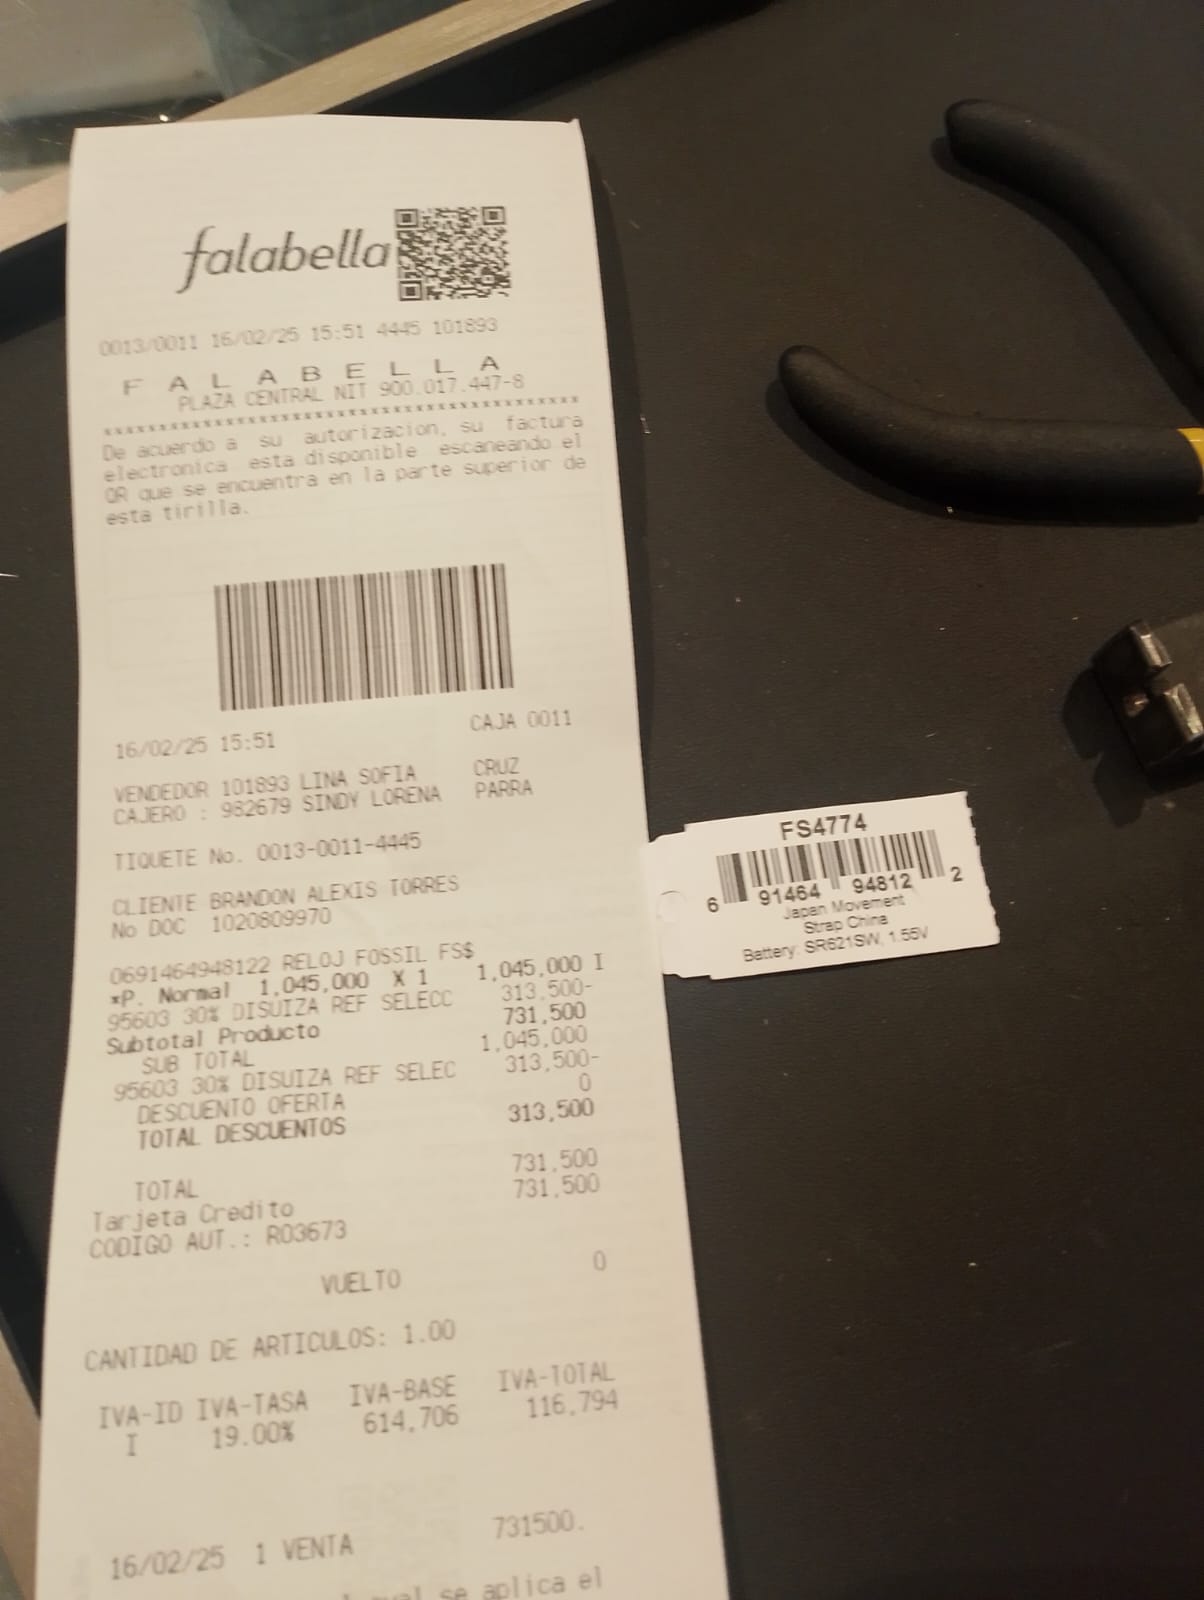 falabella
0013/0011 16/02/25 15:51 4445 101893
F A L A B E L L A
PLAZA CENTRAL NIT 900.017.447-8
De acuerdo a su autorizacion, su factura
electronica esta disponible escaneando el
QR que se encuentra en la parte superior de
esta tirilla.
CAJA 0011
16/02/25 15:51
VENDEDOR 101893 LINA SOFIA CRUZ
CAJERO : 982679 SINDY LORENA PARRA
TIQUETE No. 0013-0011-4445
CLIENTE BRANDON ALEXIS TORRES
No DOC 1020809970
0691464948122 RELOJ FOSSIL FS$
*P. Normal 1,045,000 X 1 1,045,000 I
95603 30% DISUIZA REF SELECC 313,500-
Subtotal Producto 731,500
SUB TOTAL 1,045,000
95603 30% DISUIZA REF SELEC 313,500-
DESCUENTO OFERTA 0
TOTAL DESCUENTOS 313,500
TOTAL 731,500
Tarjeta Credito 731,500
CODIGO AUT.: R03673
VUELTO 0
CANTIDAD DE ARTICULOS: 1.00
IVA-ID IVA-TASA IVA-BASE IVA-TOTAL
I 19.00% 614,706 116,794
16/02/25 1 VENTA 731500.
se aplica el
FS4774
6 91464 94812 2
Japan Movement
Strap China
Battery: SR621SW, 1.55V